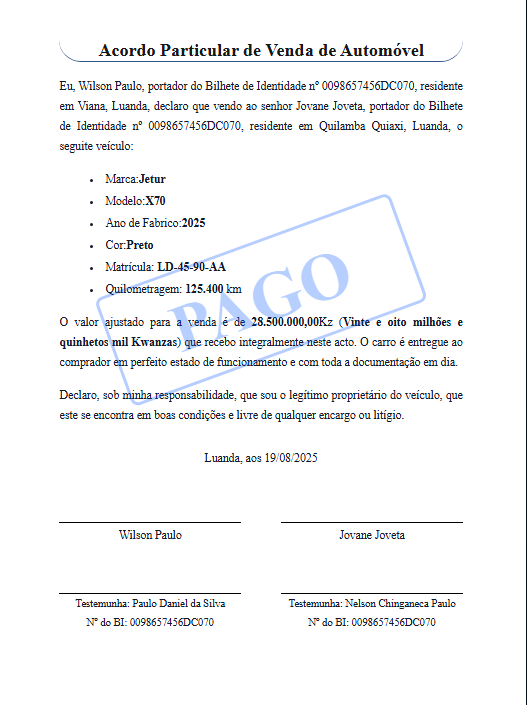 Acordo Particular de Venda de Automóvel
Eu, Wilson Paulo, portador do Bilhete de Identidade nº 0098657456DC070, residente
em Viana, Luanda, declaro que vendo ao senhor Jovane Joveta, portador do Bilhete
de Identidade nº 0098657456DC070, residente em Quilamba Quiaxi, Luanda, o
seguite veículo:
• Marca:Jetur
• Modelo:X70
• Ano de Fabrico:2025
• Cor:Preto
• Matrícula: LD-45-90-AA
• Quilometragem: 125.400 km
PAGO
O valor ajustado para a venda é de 28.500.000,00Kz (Vinte e oito milhões e
quinhetos mil Kwanzas) que recebo integralmente neste acto. O carro é entregue ao
comprador em perfeito estado de funcionamento e com toda a documentação em dia.
Declaro, sob minha responsabilidade, que sou o legítimo proprietário do veículo, que
este se encontra em boas condições e livre de qualquer encargo ou litígio.
Luanda, aos 19/08/2025
Wilson Paulo
Jovane Joveta
Testemunha: Paulo Daniel da Silva
Nº do BI: 0098657456DC070
Testemunha: Nelson Chinganeca Paulo
Nº do BI: 0098657456DC070